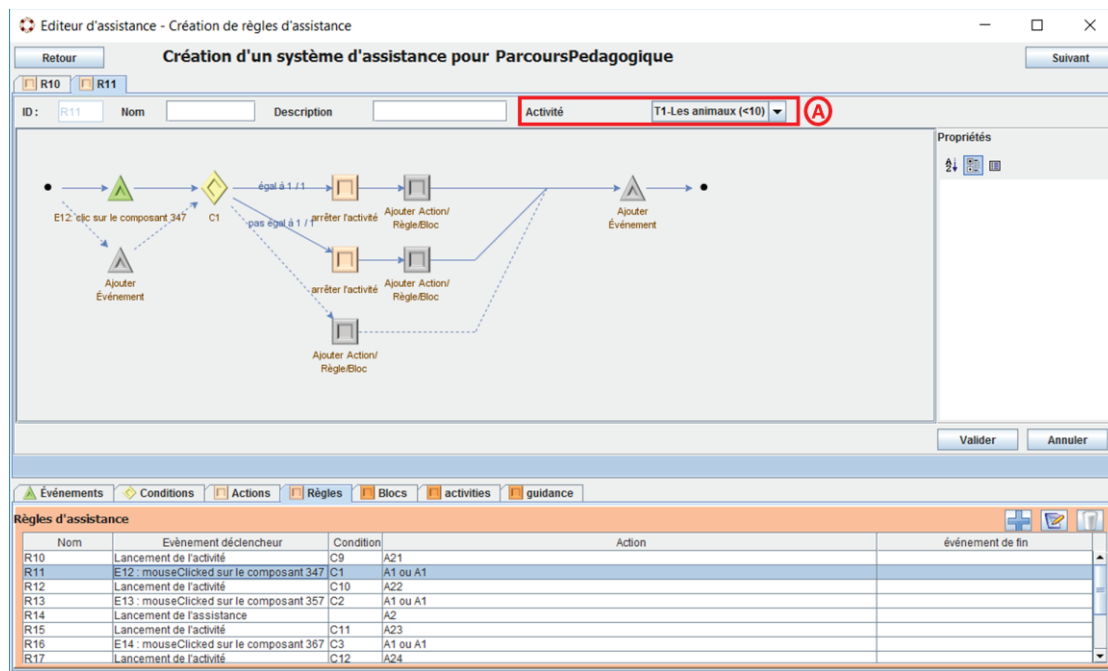 Editeur d'assistance - Création de règles d'assistance
Retour
Création d'un système d'assistance pour ParcoursPedagogique
Suivant
R10 R11
ID : R11 Nom Description Activité T1-Les animaux (<10) A
Propriétés
égal à 1 / 1
E12: clic sur le composant 347
C1
pas égal à 1 / 1
arrêter l'activité
Ajouter Action/
Règle/Bloc
Ajouter
Événement
Ajouter
Événement
arrêter l'activité
Ajouter Action/
Règle/Bloc
Ajouter Action/
Règle/Bloc
Valider Annuler
Événements Conditions Actions Règles Blocs activities guidance
Règles d'assistance
Nom Evènement déclencheur Condition Action événement de fin
R10 Lancement de l'activité C9 A21
R11 E12 : mouseClicked sur le composant 347 C1 A1 ou A1
R12 Lancement de l'activité C10 A22
R13 E13 : mouseClicked sur le composant 357 C2 A1 ou A1
R14 Lancement de l'assistance A2
R15 Lancement de l'activité C11 A23
R16 E14 : mouseClicked sur le composant 367 C3 A1 ou A1
R17 Lancement de l'activité C12 A24